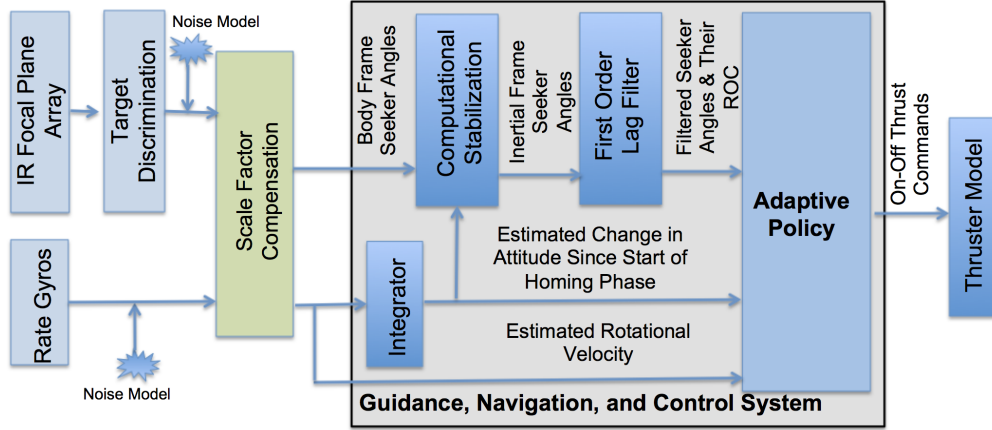 Noise Model
IR Focal Plane
Array
Target
Discrimination
Scale Factor
Compensation
Body Frame
Seeker Angles
Computational
Stabilization
Inertial Frame
Seeker
Angles
First Order
Lag Filter
Filtered Seeker
Angles & Their
ROC
Adaptive
Policy
On-Off Thrust
Commands
Thruster Model
Rate Gyros
Noise Model
Integrator
Estimated Change in
Attitude Since Start of
Homing Phase
Estimated Rotational
Velocity
Guidance, Navigation, and Control System